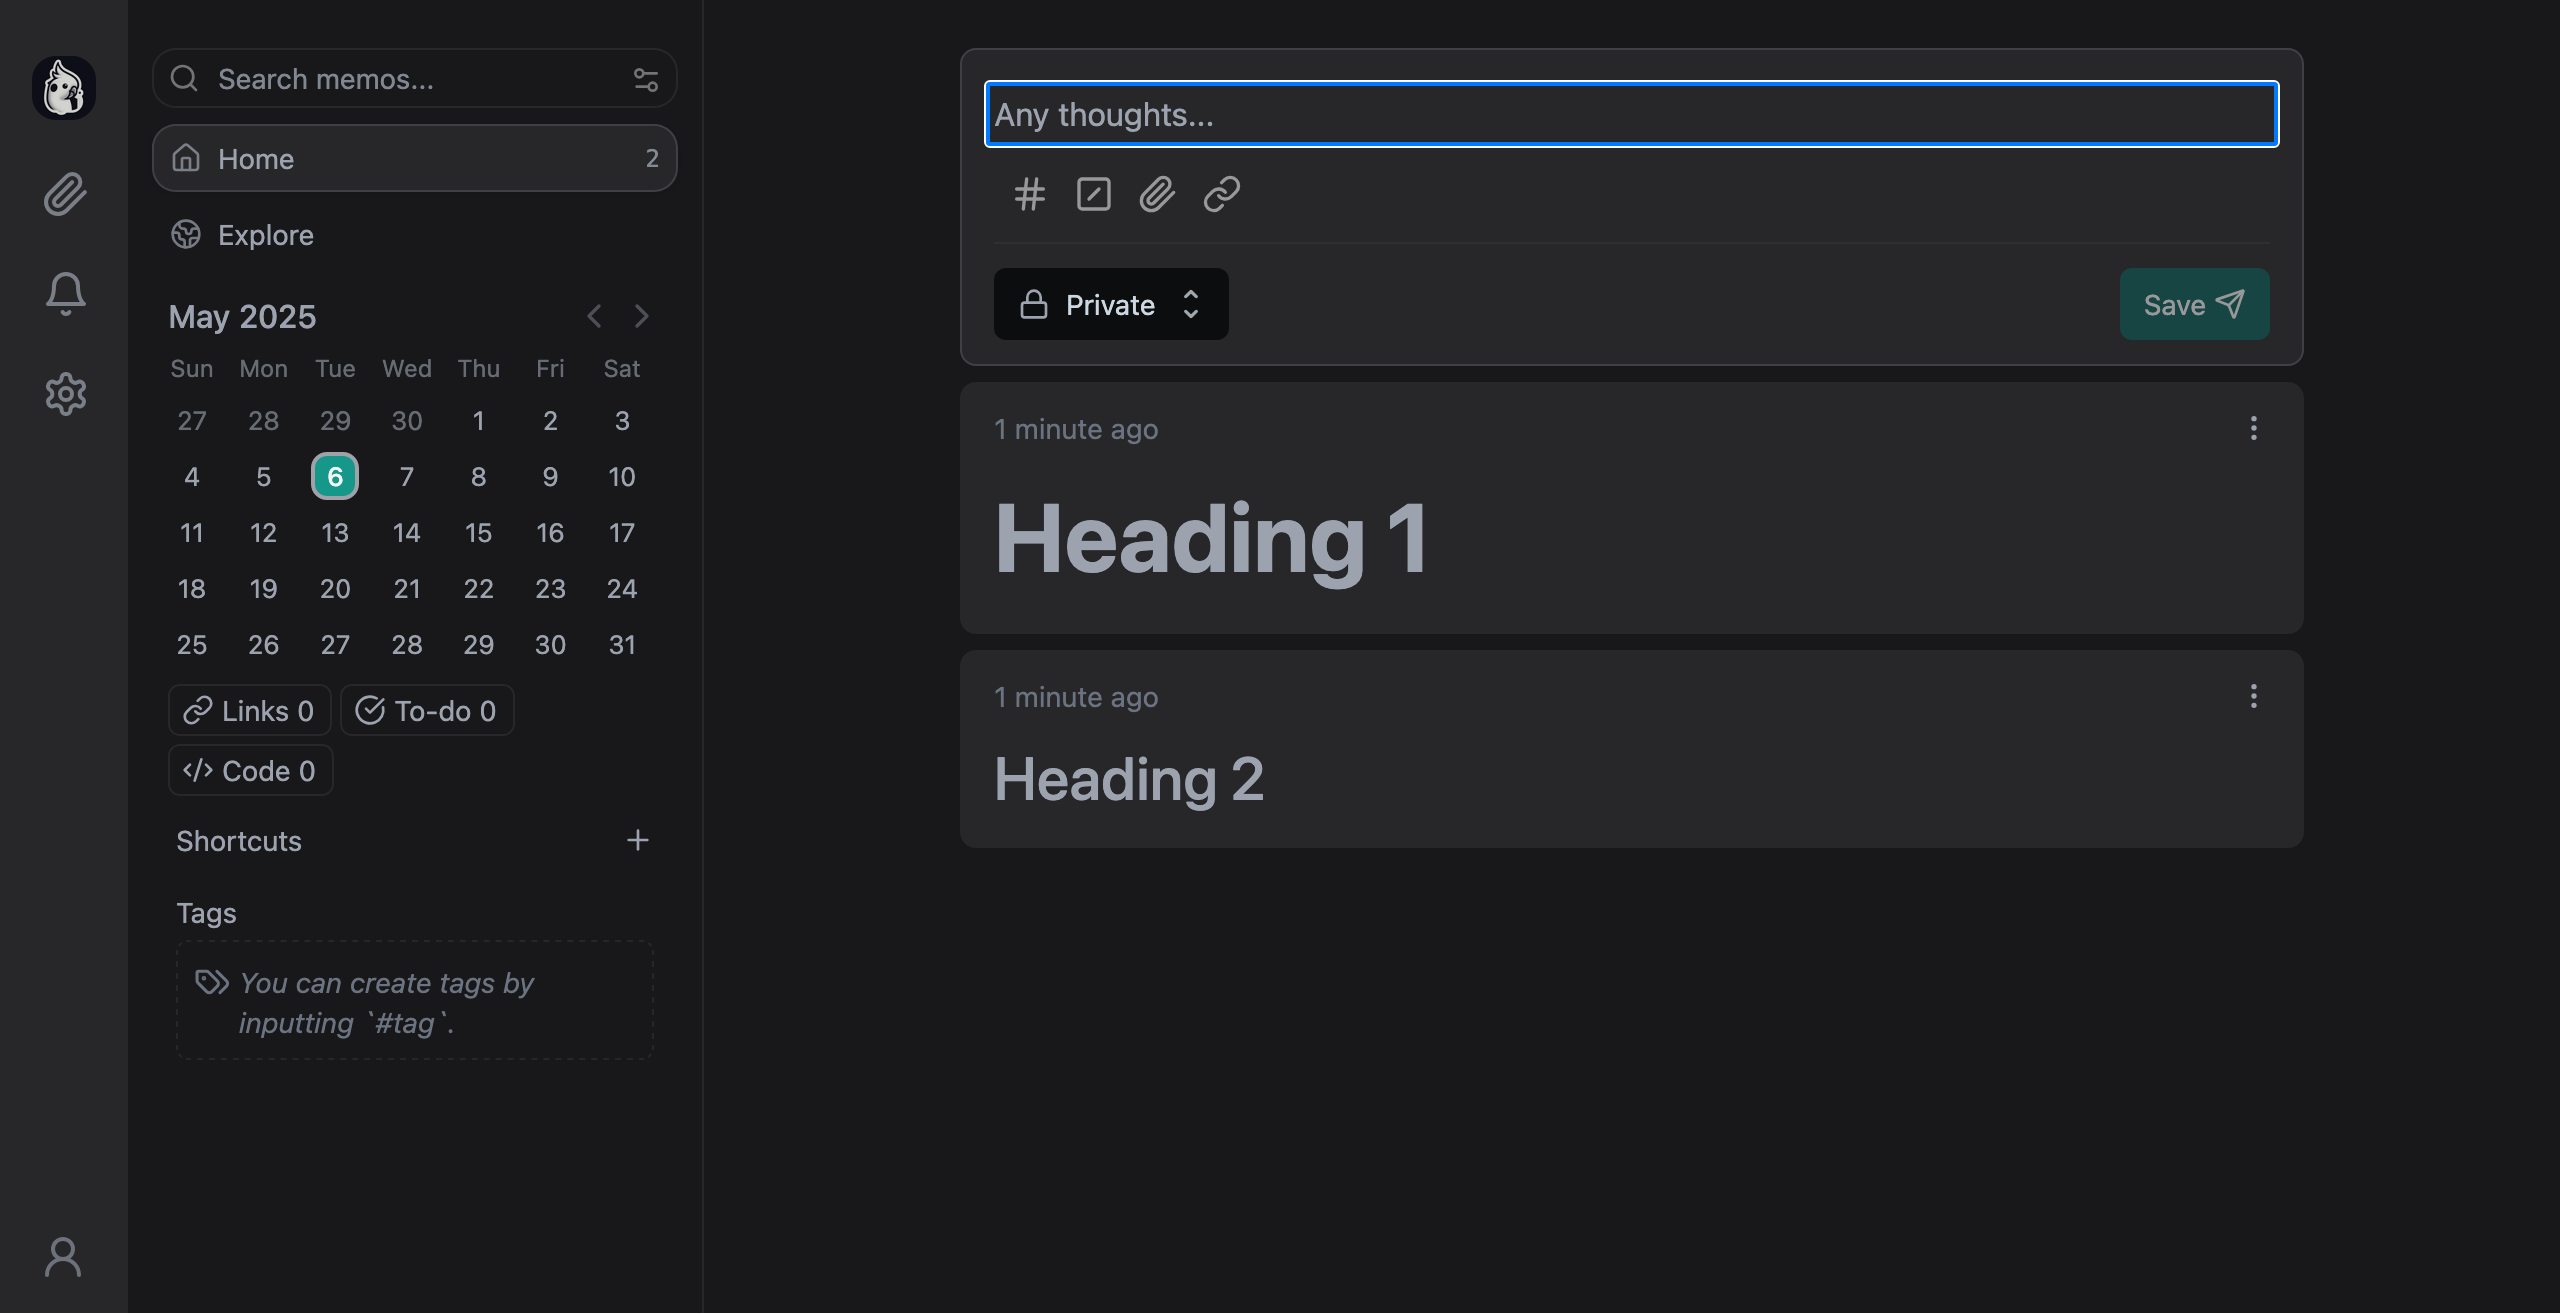 Search memos...
Home 2
Explore
May 2025
Sun Mon Tue Wed Thu Fri Sat
27 28 29 30 1 2 3
4 5 6 7 8 9 10
11 12 13 14 15 16 17
18 19 20 21 22 23 24
25 26 27 28 29 30 31
Links 0 To-do 0
Code 0
Shortcuts
Tags
You can create tags by
inputting `#tag`.
Any thoughts...
Private
Save
1 minute ago
Heading 1
1 minute ago
Heading 2